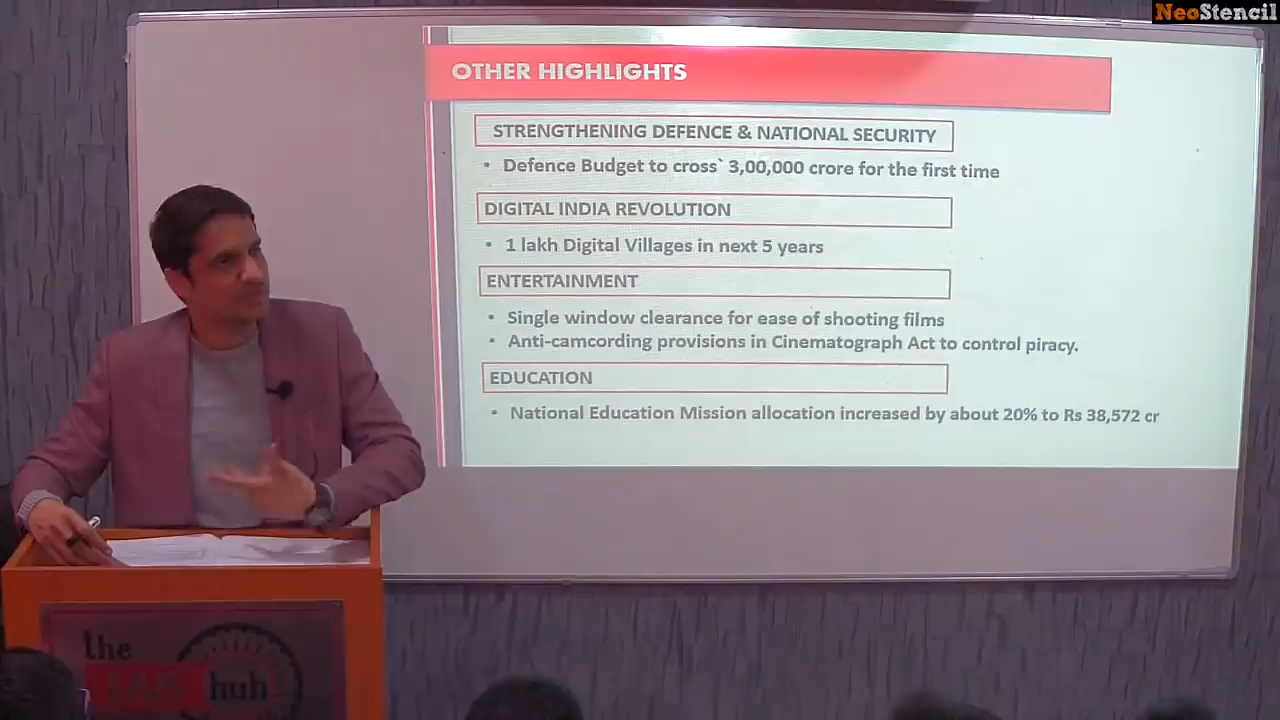 NeoStencil
OTHER HIGHLIGHTS
STRENGTHENING DEFENCE & NATIONAL SECURITY
• Defence Budget to cross` 3,00,000 crore for the first time
DIGITAL INDIA REVOLUTION
• 1 lakh Digital Villages in next 5 years
ENTERTAINMENT
• Single window clearance for ease of shooting films
• Anti-camcording provisions in Cinematograph Act to control piracy.
EDUCATION
• National Education Mission allocation increased by about 20% to Rs 38,572 cr
the
IAS hub